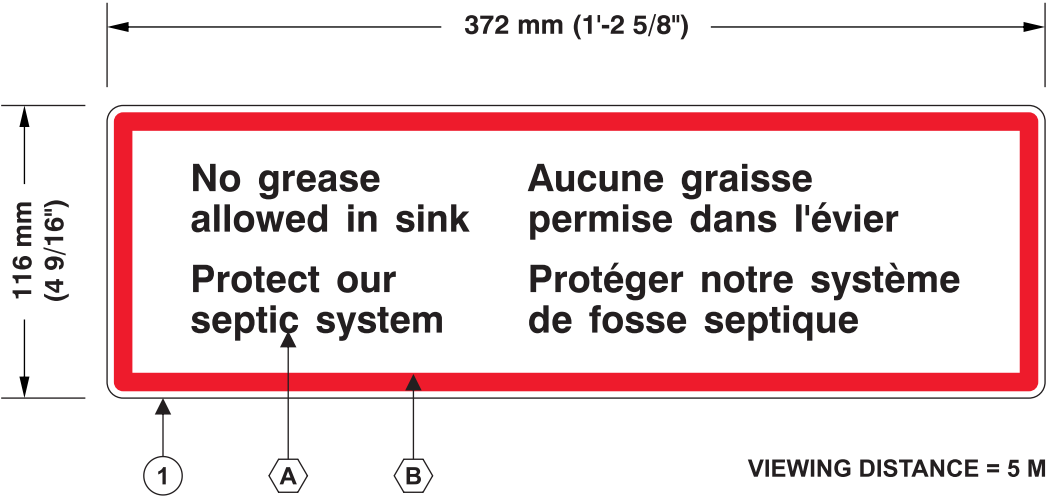 372 mm (1'-2 5/8")
116 mm
(4 9/16")
No grease
allowed in sink
Protect our
septic system
Aucune graisse
permise dans l'évier
Protéger notre système
de fosse septique
1
A
B
VIEWING DISTANCE = 5 M